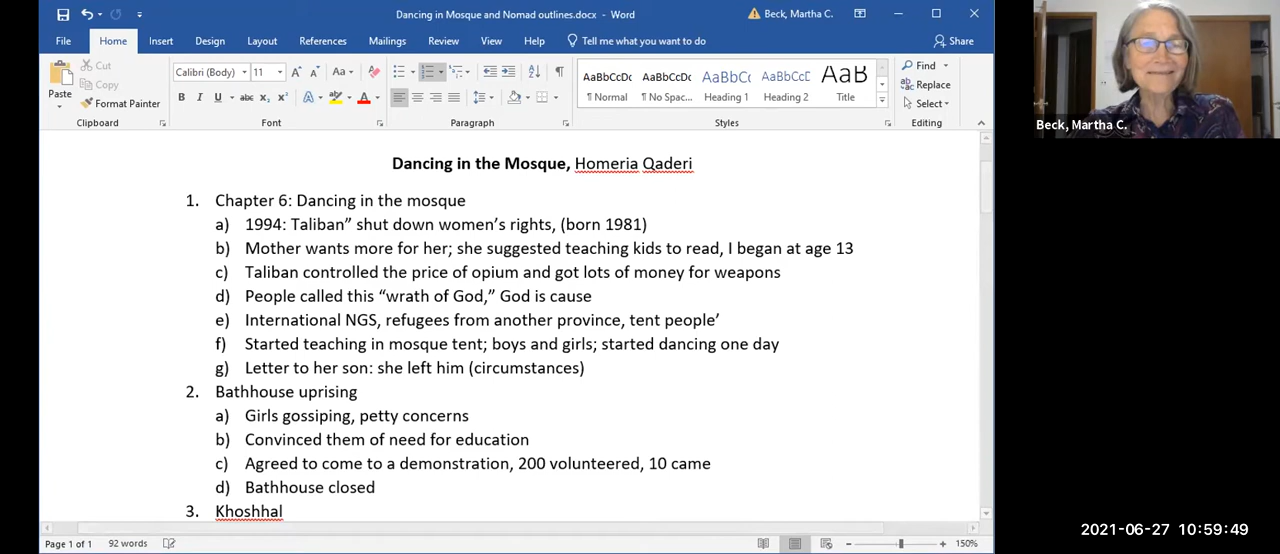 Dancing in Mosque and Nomad outlines.docx - Word
Beck, Martha C.
File Home Insert Design Layout References Mailings Review View Help Tell me what you want to do Share
Paste
Cut
Copy
Format Painter
Clipboard
Calibri (Body) 11
Aa
B I U abc x₂ x² A A
Font
Paragraph
AaBbCcDc AaBbCcDc AaBbCc AaBbCcE AaB
¶ Normal ¶ No Spac... Heading 1 Heading 2 Title
Styles
Find
Replace
Select
Editing
Beck, Martha C.
Dancing in the Mosque, Homeria Qaderi
1. Chapter 6: Dancing in the mosque
a) 1994: Taliban” shut down women’s rights, (born 1981)
b) Mother wants more for her; she suggested teaching kids to read, I began at age 13
c) Taliban controlled the price of opium and got lots of money for weapons
d) People called this “wrath of God,” God is cause
e) International NGS, refugees from another province, tent people’
f) Started teaching in mosque tent; boys and girls; started dancing one day
g) Letter to her son: she left him (circumstances)
2. Bathhouse uprising
a) Girls gossiping, petty concerns
b) Convinced them of need for education
c) Agreed to come to a demonstration, 200 volunteered, 10 came
d) Bathhouse closed
3. Khoshhal
Page 1 of 1 92 words 150%
2021-06-27 10:59:49